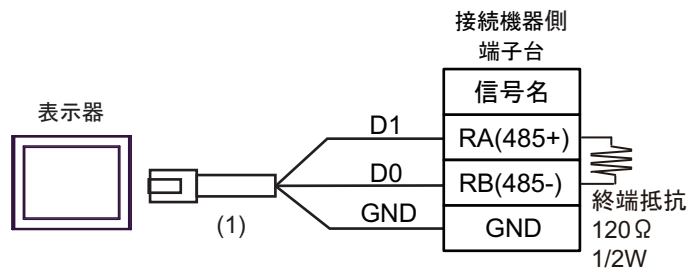 接続機器側
端子台
信号名
表示器
D1
RA(485+)
D0
RB(485-)
GND
GND
(1)
終端抵抗
120Ω
1/2W